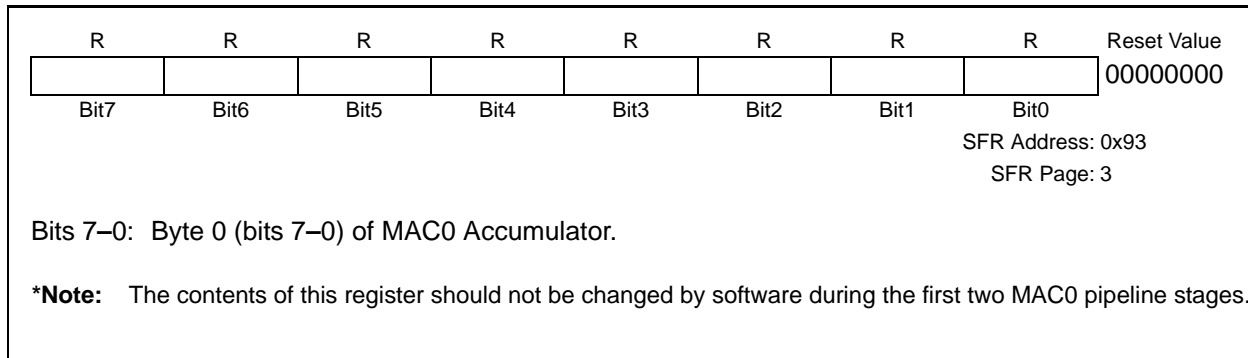 R R R R R R R R Reset Value
00000000
Bit7 Bit6 Bit5 Bit4 Bit3 Bit2 Bit1 Bit0
SFR Address: 0x93
SFR Page: 3
Bits 7–0: Byte 0 (bits 7–0) of MAC0 Accumulator.
*Note: The contents of this register should not be changed by software during the first two MAC0 pipeline stages.